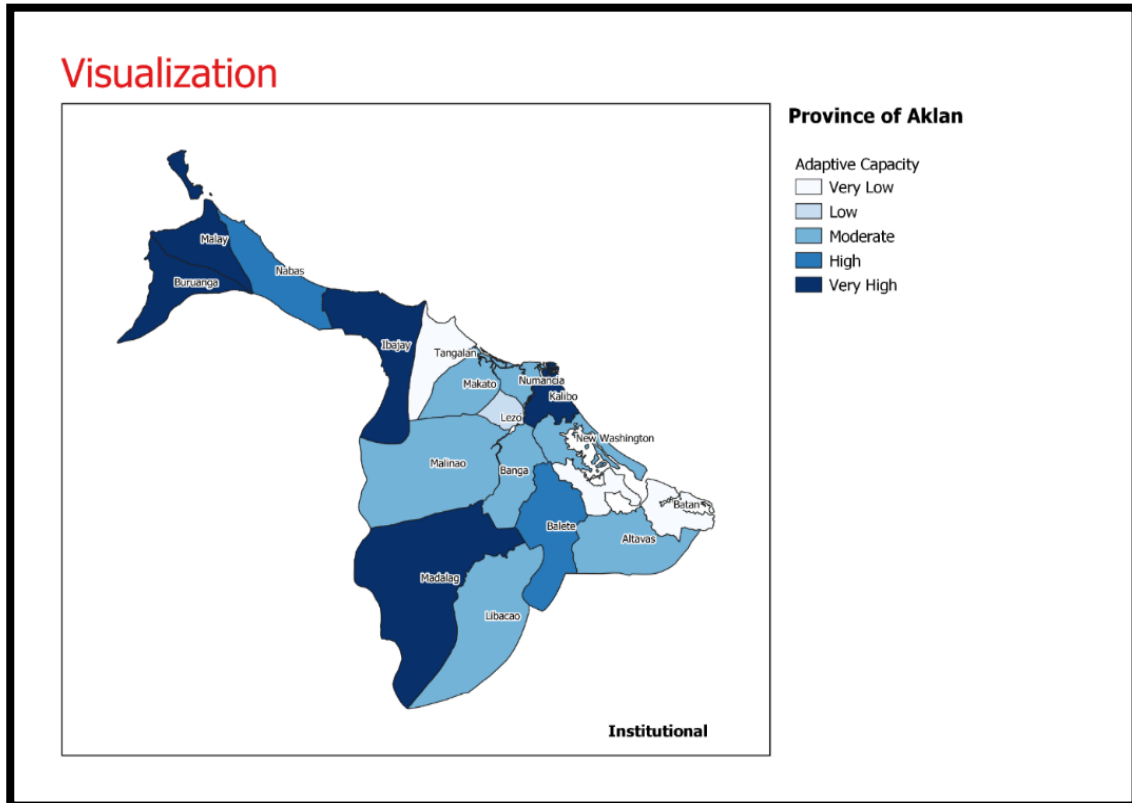 Visualization
Province of Aklan
Adaptive Capacity
Very Low
Low
Moderate
High
Very High
Malay
Nabas
Buruanga
Ibajay
Tangalan
Makato
Numancia
Kalibo
Lezo
New Washington
Malinao
Banga
Batan
Balete
Altavas
Madalag
Libacao
Institutional